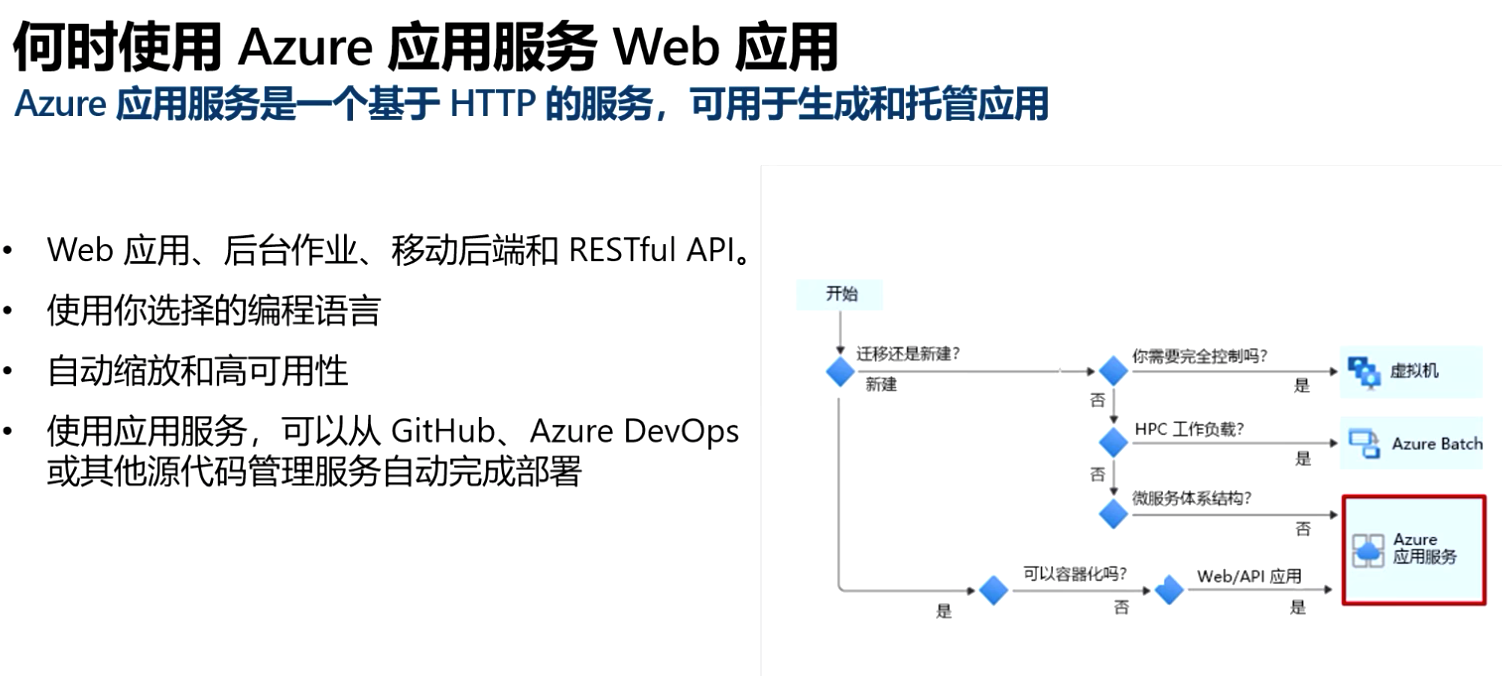 何时使用 Azure 应用服务 Web 应用
Azure 应用服务是一个基于 HTTP 的服务，可用于生成和托管应用
• Web 应用、后台作业、移动后端和 RESTful API。
• 使用你选择的编程语言
• 自动缩放和高可用性
• 使用应用服务，可以从 GitHub、Azure DevOps
或其他源代码管理服务自动完成部署
开始
迁移还是新建?
新建
你需要完全控制吗?
是
虚拟机
否
HPC 工作负载?
是
Azure Batch
否
微服务体系结构?
否
Azure
应用服务
是
可以容器化吗?
否
Web/API 应用
是